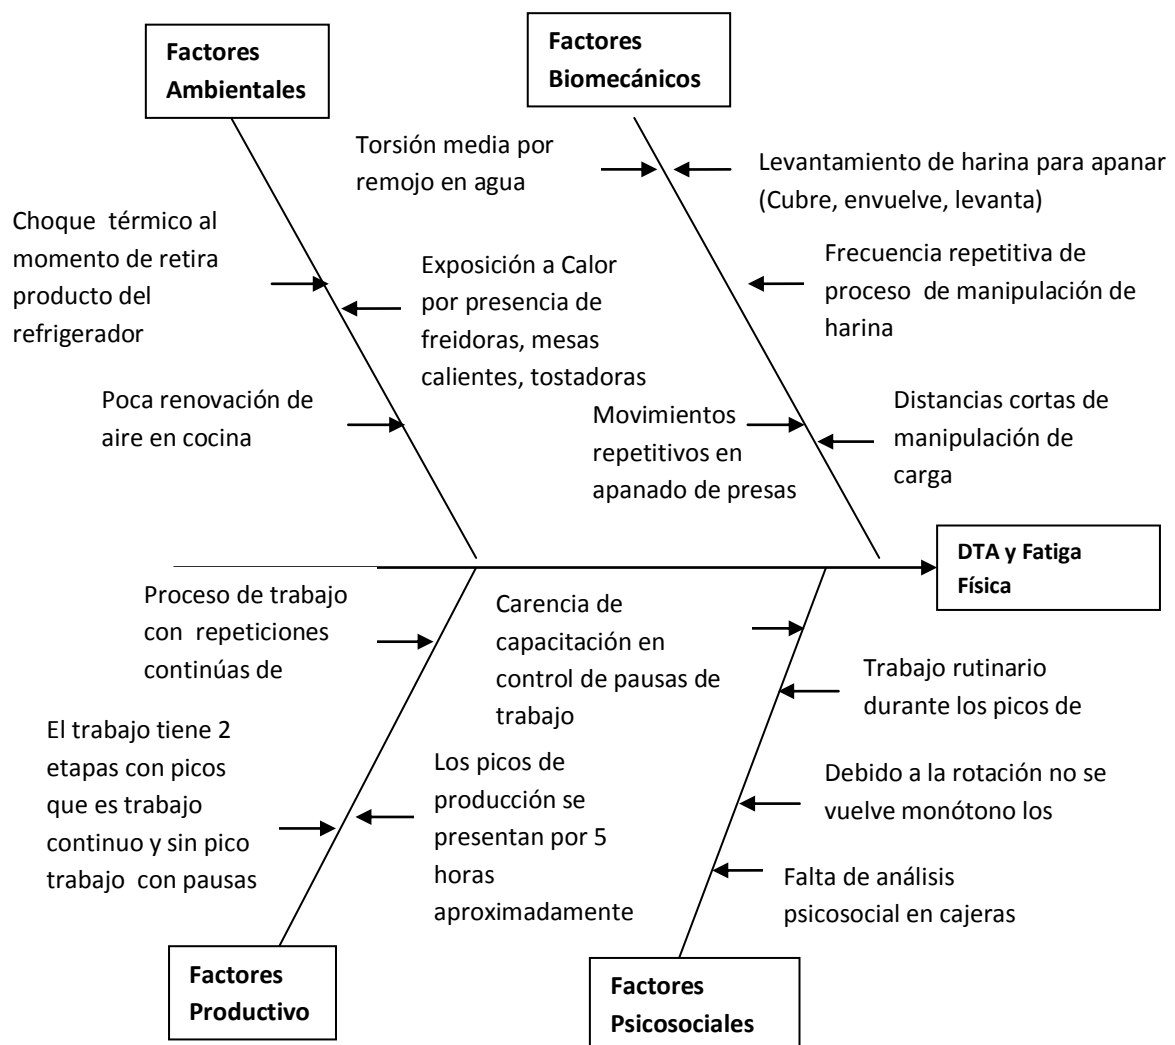 Factores
Ambientales
Factores
Biomecánicos
Torsión media por
remojo en agua
Levantamiento de harina para apanar
(Cubre, envuelve, levanta)
Choque térmico al
momento de retira
producto del
refrigerador
Exposición a Calor
por presencia de
freidoras, mesas
calientes, tostadoras
Frecuencia repetitiva de
proceso de manipulación de
harina
Poca renovación de
aire en cocina
Movimientos
repetitivos en
apanado de presas
Distancias cortas de
manipulación de
carga
DTA y Fatiga
Física
Proceso de trabajo
con repeticiones
continúas de
Carencia de
capacitación en
control de pausas de
trabajo
Trabajo rutinario
durante los picos de
El trabajo tiene 2
etapas con picos
que es trabajo
continuo y sin pico
trabajo con pausas
Los picos de
producción se
presentan por 5
horas
aproximadamente
Debido a la rotación no se
vuelve monótono los
Falta de análisis
psicosocial en cajeras
Factores
Productivo
Factores
Psicosociales